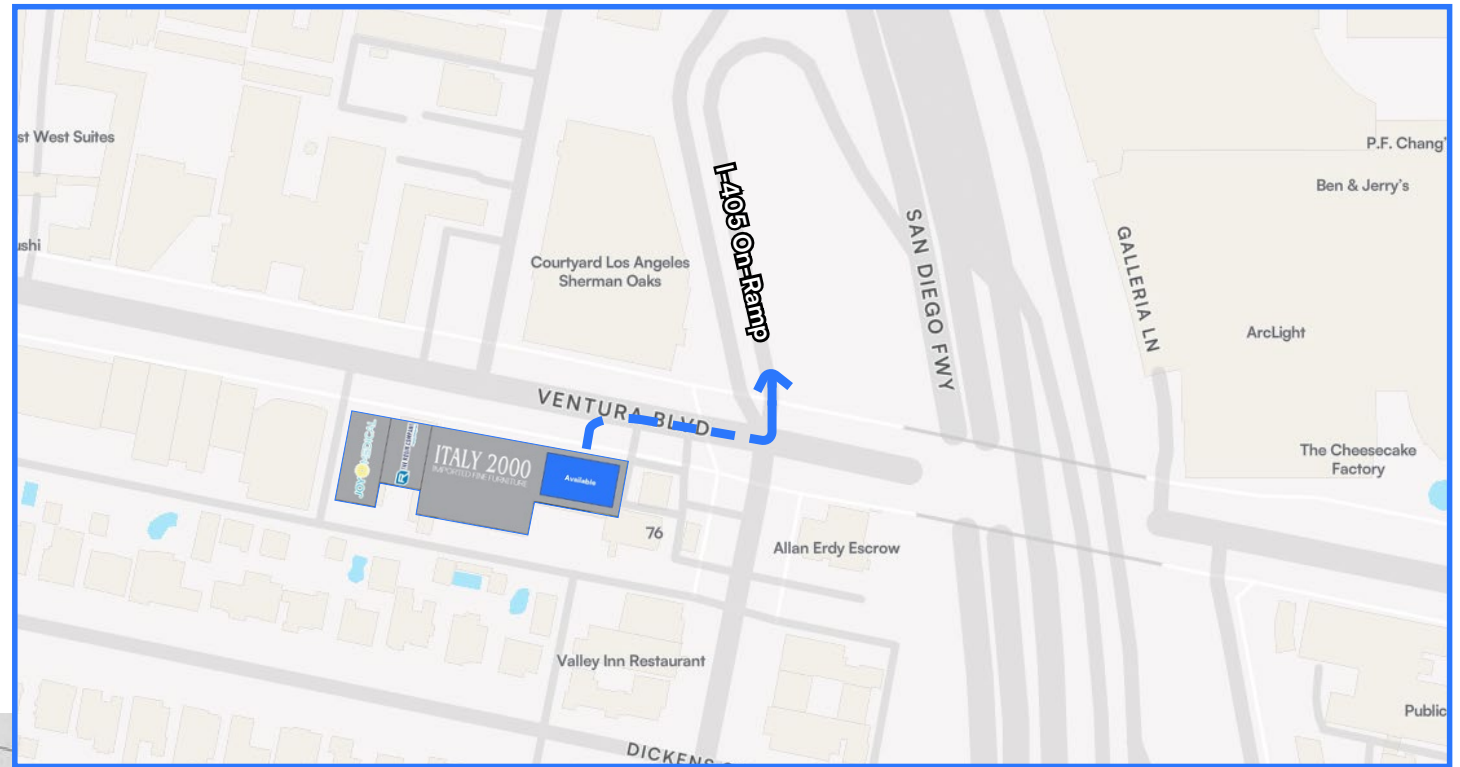 st West Suites
P.F. Chang'
Ben & Jerry's
I-405 On-Ramp
ushi
Courtyard Los Angeles
Sherman Oaks
SAN DIEGO FWY
GALLERIA LN
ArcLight
VENTURA BLVD
JOY MEDICAL
ITALY 2000
IMPORTED FINE FURNITURE
Available
The Cheesecake
Factory
76
Allan Erdy Escrow
Valley Inn Restaurant
Public
DICKENS